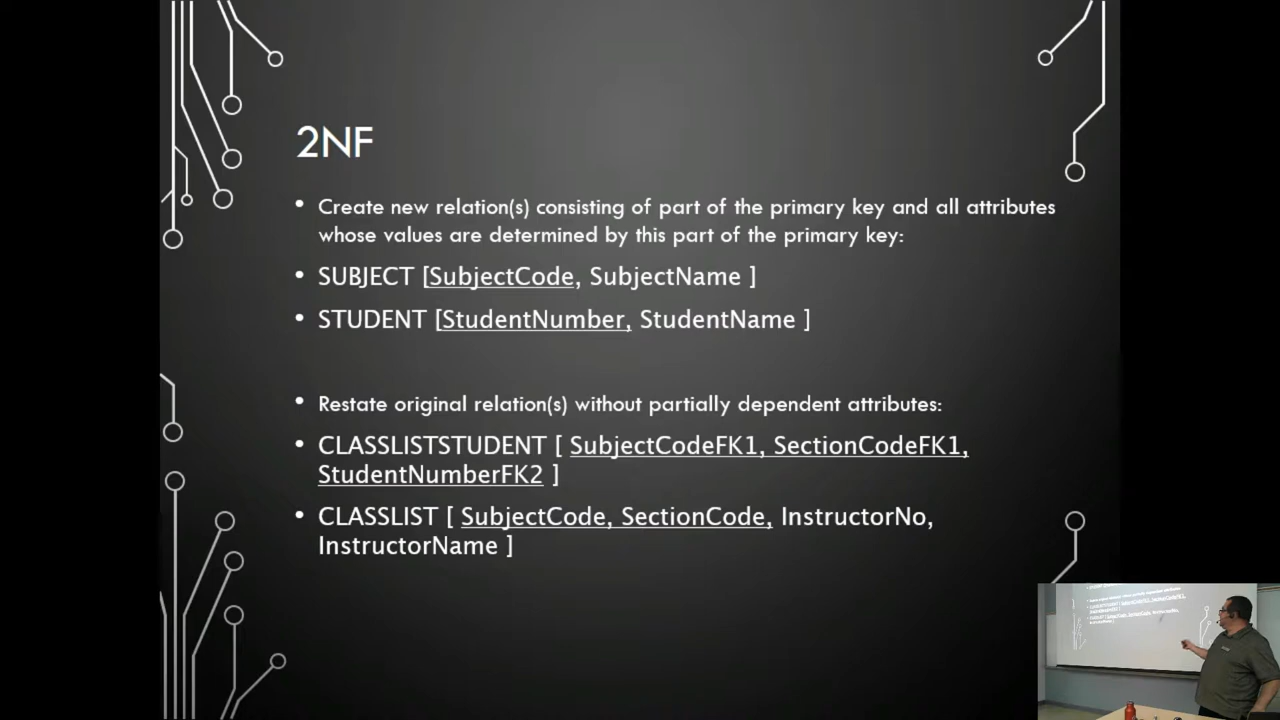 2NF
• Create new relation(s) consisting of part of the primary key and all attributes
whose values are determined by this part of the primary key:
• SUBJECT [SubjectCode, SubjectName ]
• STUDENT [StudentNumber, StudentName ]
• Restate original relation(s) without partially dependent attributes:
• CLASSLISTSTUDENT [ SubjectCodeFK1, SectionCodeFK1,
StudentNumberFK2 ]
• CLASSLIST [ SubjectCode, SectionCode, InstructorNo,
InstructorName ]